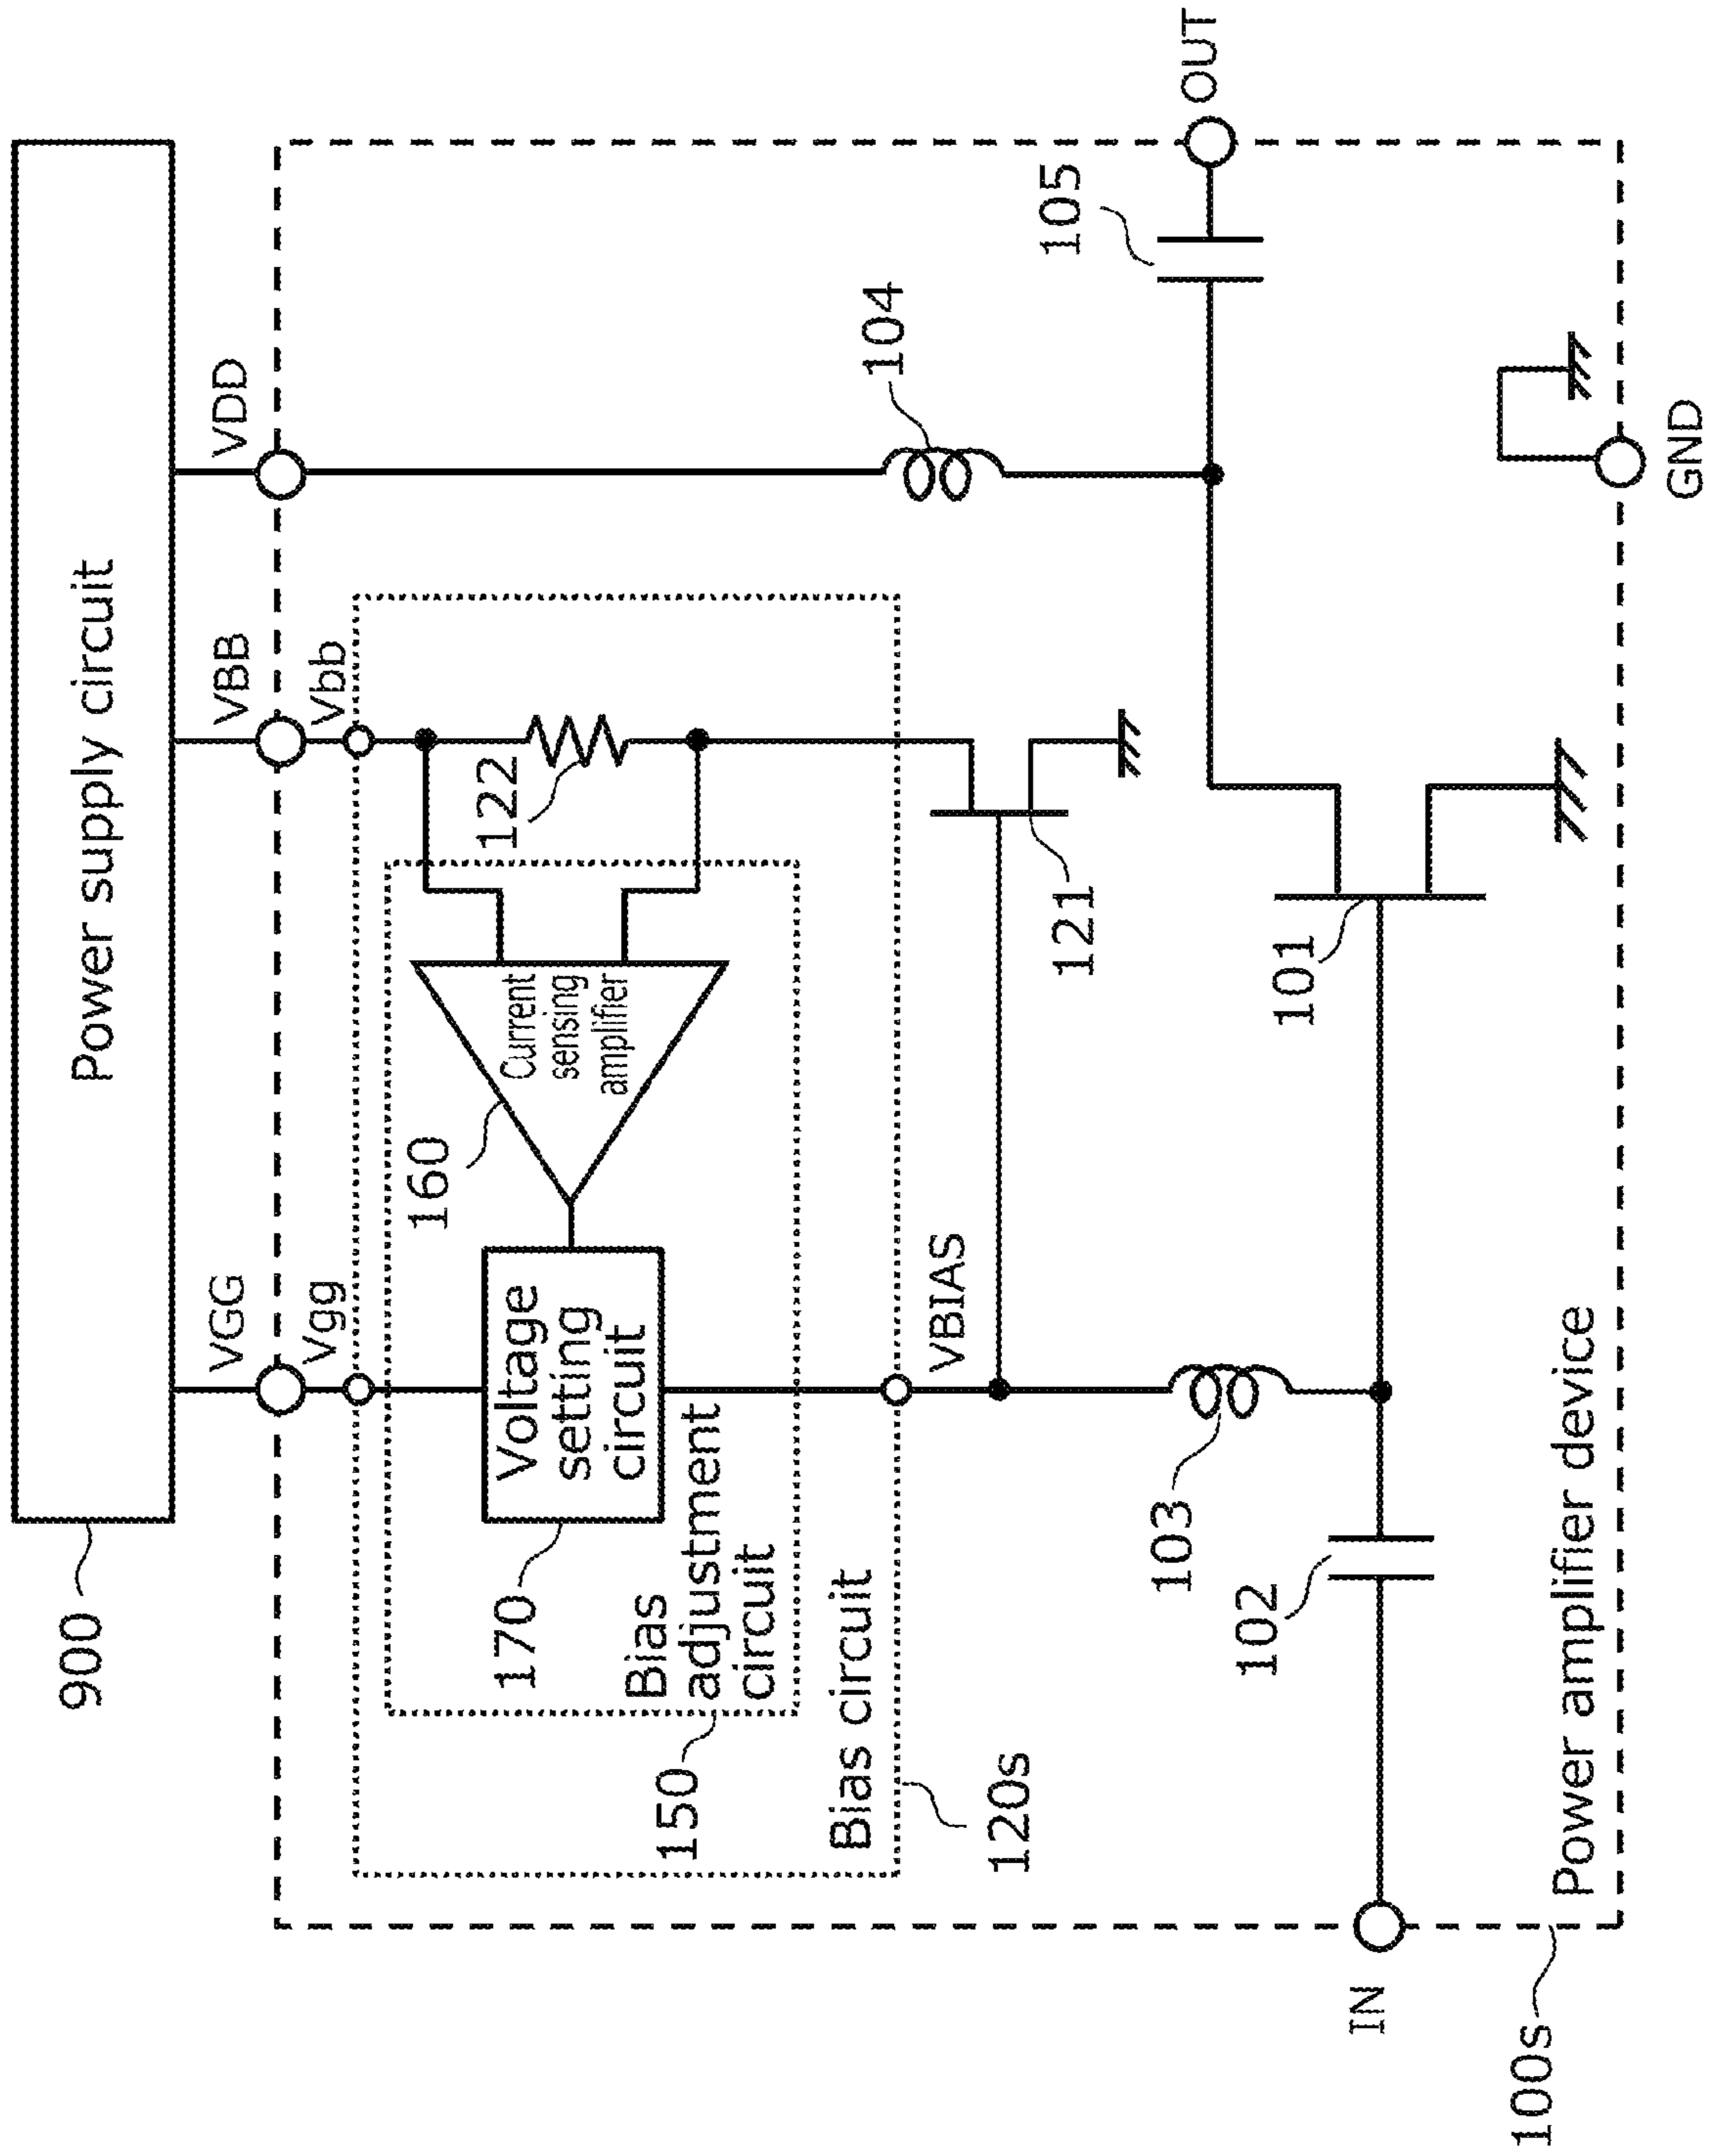 900
Power supply circuit
VGG
VBB
VDD
Vgg
Vbb
170
Voltage
setting
circuit
160
Current
sensing
amplifier
122
104
Bias
adjustment
circuit
150
Bias circuit
120s
VBIAS
121
105
OUT
103
102
101
IN
GND
100s
Power amplifier device